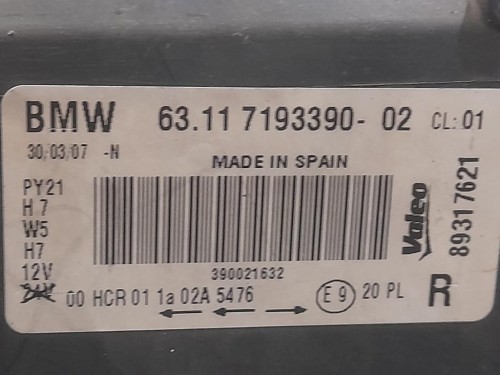 BMW 63.11 7193390- 02 CL: 01
30/03/07 -N
MADE IN SPAIN
PY21
H 7
W5
H7
12V
24V
390021632
00 HCR 01 1a 02A 5476
E 9 20 PL
R
Valeo
89317621